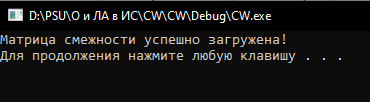 D:\PSU\О и ЛА в ИС\CW\CW\Debug\CW.exe
Матрица смежности успешно загружена!
Для продолжения нажмите любую клавишу . . .